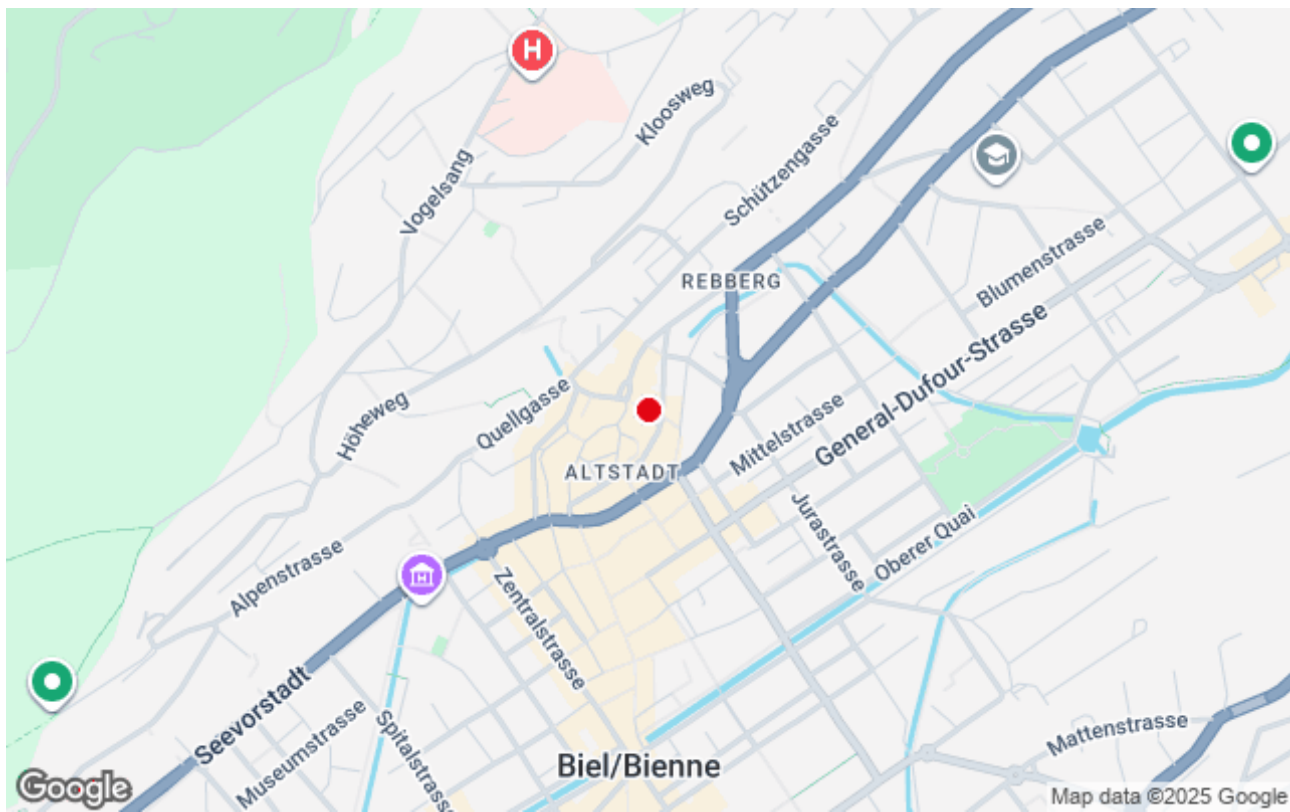 H
Kloosweg
Vogelsang
Schützengasse
REBBERG
Blumenstrasse
General-Dufour-Strasse
Höheweg
Quellgasse
Mittelstrasse
ALTSTADT
Jurastrasse
Oberer Quai
Alpenstrasse
Zentralstrasse
Seevorstadt
Museumstrasse
Spitalstrasse
Mattenstrasse
Biel/Bienne
Google
Map data ©2025 Google